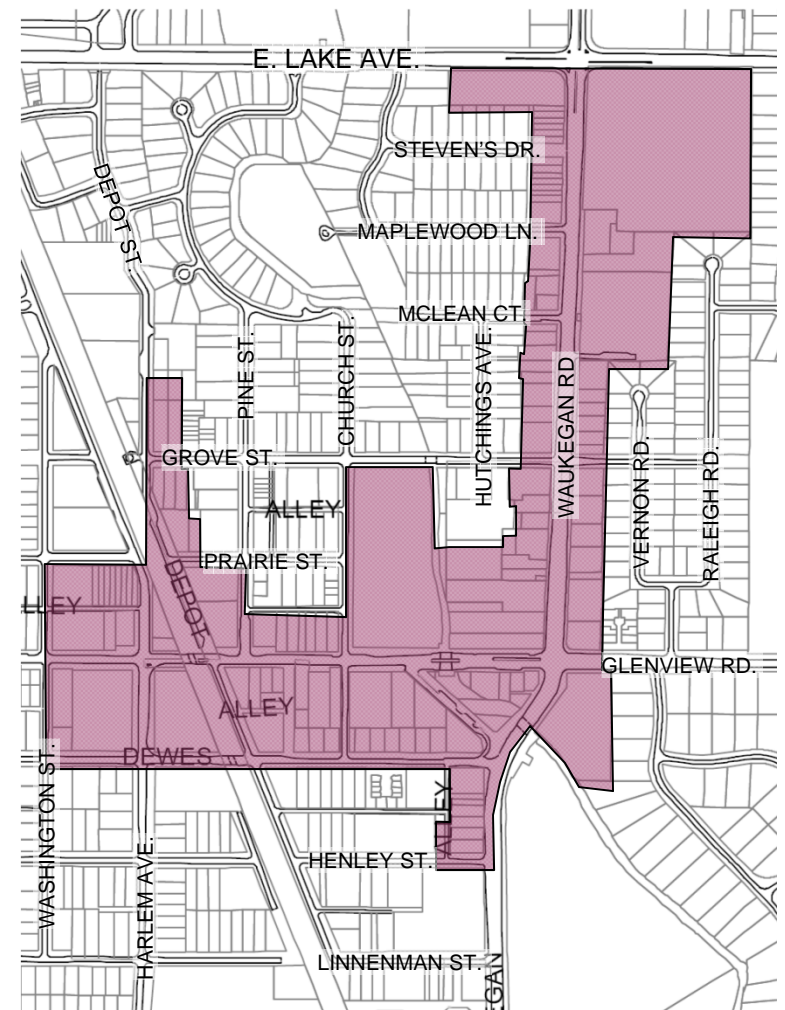 E. LAKE AVE.
STEVEN'S DR.
DEPOT ST.
MAPLEWOOD LN.
MCLEAN CT.
PINE ST.
CHURCH ST.
HUTCHINGS AVE.
WAUKEGAN RD
GROVE ST.
VERNON RD.
RALEIGH RD.
ALLEY
PRAIRIE ST.
DEPOT
LLEY
GLENVIEW RD.
ALLEY
DEWES
WASHINGTON ST.
ALLEY
HARLEM AVE.
HENLEY ST.
LINNENMAN ST.
EGAN